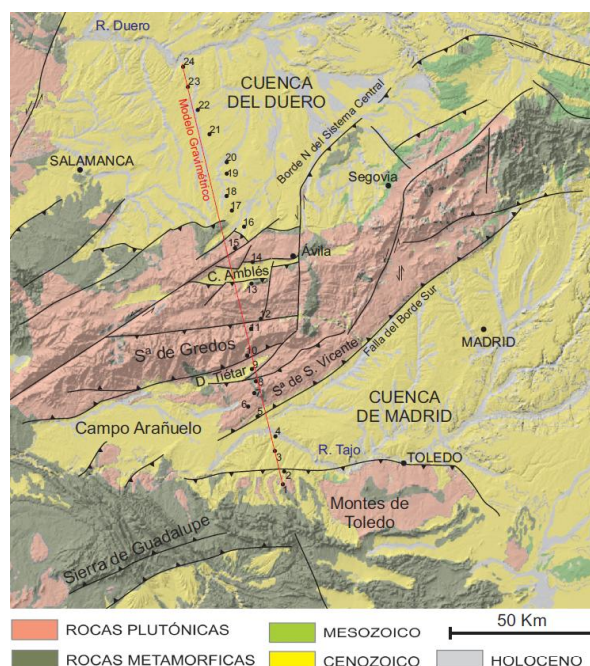 R. Duero
24
23
CUENCA
DEL DUERO
22
Modelo Gravimétrico
21
Borde N del Sistema Central
SALAMANCA
20
19
Segovia
18
17
16
15
14
Ávila
C. Amblés
13
12
11
MADRID
Sª de Gredos
10
9
Falla del Borde Sur
D. Tiétar
8
Sª de S. Vicente
6
5
CUENCA
DE MADRID
Campo Arañuelo
4
R. Tajo
3
TOLEDO
2
Montes de
Toledo
Sierra de Guadalupe
50 Km
ROCAS PLUTÓNICAS
MESOZOICO
ROCAS METAMORFICAS
CENOZOICO
HOLOCENO